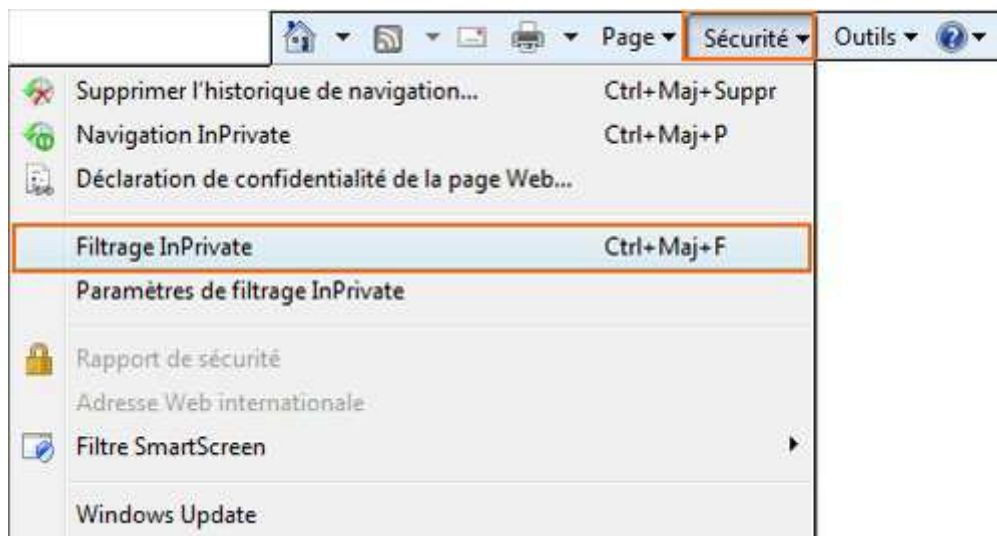 Page Sécurité Outils
Supprimer l'historique de navigation... Ctrl+Maj+Suppr
Navigation InPrivate Ctrl+Maj+P
Déclaration de confidentialité de la page Web...
Filtrage InPrivate Ctrl+Maj+F
Paramètres de filtrage InPrivate
Rapport de sécurité
Adresse Web internationale
Filtre SmartScreen
Windows Update